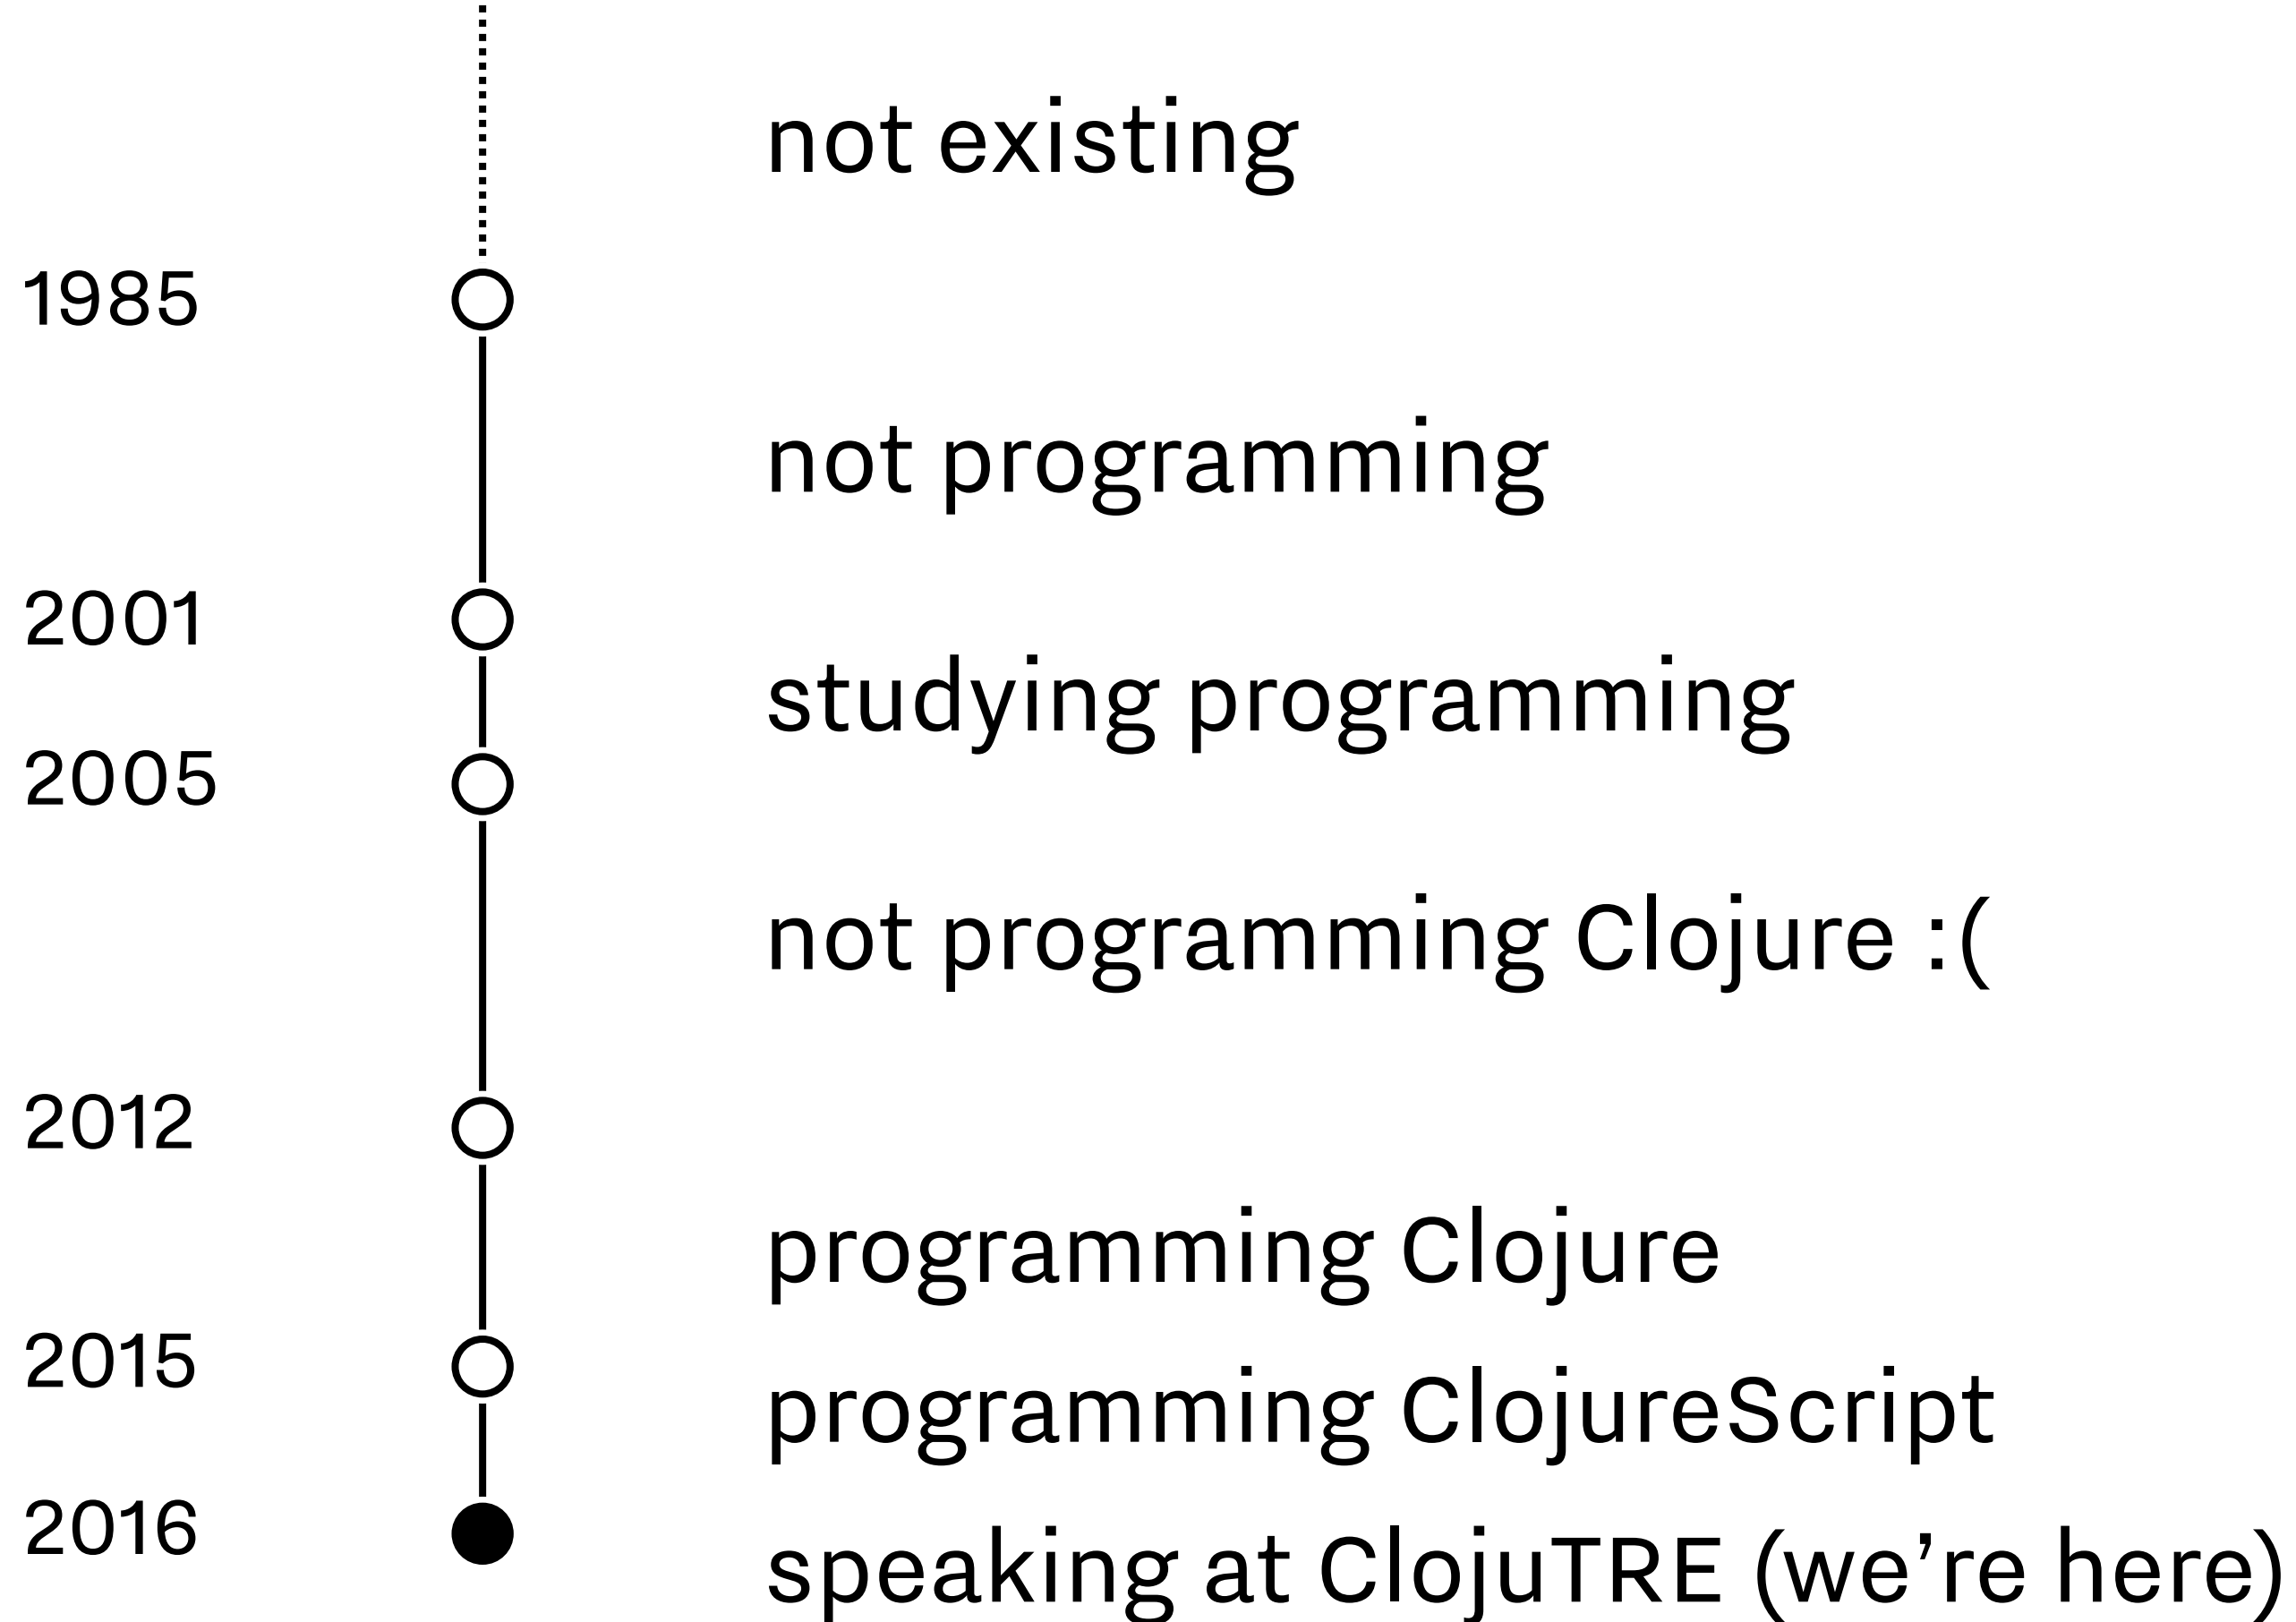 not existing
1985
not programming
2001
studying programming
2005
not programming Clojure :(
2012
programming Clojure
2015
programming ClojureScript
2016
speaking at ClojuTRE (we’re here)